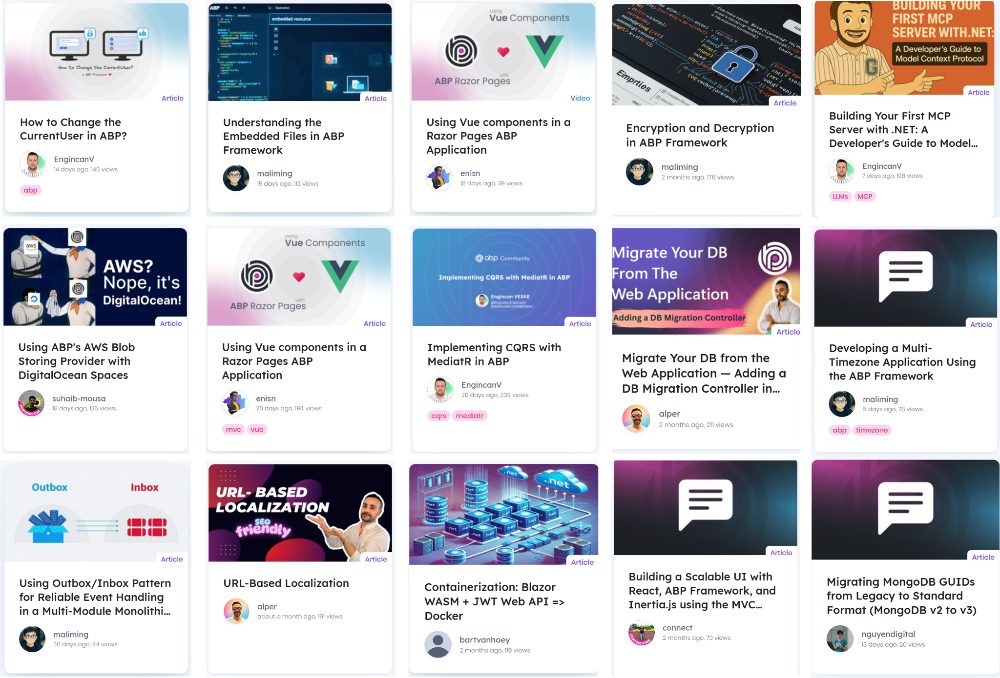 How to Change the CurrentUser?
in ABP Framework
Article
How to Change the
CurrentUser in ABP?
EngincanV
14 days ago, 146 views
abp
ABP
Operation
embedded resource
Article
Understanding the
Embedded Files in ABP
Framework
maliming
15 days ago, 113 views
Using
Vue Components
with
ABP Razor Pages
Video
Using Vue components in a
Razor Pages ABP
Application
enisn
18 days ago, 39 views
Eimprties
Article
Encryption and Decryption
in ABP Framework
maliming
2 months ago, 176 views
BUILDING YOUR
FIRST MCP
SERVER WITH .NET:
A Developer's Guide to
Model Context Protocol
G
Article
Building Your First MCP
Server with .NET: A
Developer's Guide to Model...
EngincanV
7 days ago, 108 views
LLMs MCP
aws
AWS?
Nope, it's
DigitalOcean!
Article
Using ABP's AWS Blob
Storing Provider with
DigitalOcean Spaces
CONTRIBUTOR
suhaib-mousa
18 days ago, 126 views
Using
Vue Components
with
ABP Razor Pages
Article
Using Vue components in a
Razor Pages ABP
Application
enisn
20 days ago, 194 views
mvc vue
abp Community
Implementing CQRS with MediatR in ABP
Engincan VESKE
github.com/EngincanV
linkedin.com/in/engincanv/
Article
Implementing CQRS with
MediatR in ABP
EngincanV
20 days ago, 235 views
cqrs mediatr
Migrate Your DB
From The
Web Application
Adding a DB Migration Controller
Article
Migrate Your DB from the
Web Application — Adding a
DB Migration Controller in...
alper
2 months ago, 211 views
Article
Developing a Multi-
Timezone Application Using
the ABP Framework
maliming
5 days ago, 78 views
abp timezone
Outbox Inbox
Article
Using Outbox/Inbox Pattern
for Reliable Event Handling
in a Multi-Module Monolithi...
maliming
30 days ago, 44 views
URL- BASED
LOCALIZATION
SEO
friendly
Article
URL-Based Localization
alper
about a month ago, 191 views
.net
..net
Kubernetes
Article
Containerization: Blazor
WASM + JWT Web API =>
Docker
bartvanhoey
2 months ago, 119 views
Article
Building a Scalable UI with
React, ABP Framework, and
Inertia.js using the MVC...
CONTRIBUTOR
connect
2 months ago, 70 views
Article
Migrating MongoDB GUIDs
from Legacy to Standard
Format (MongoDB v2 to v3)
nguyendigital
13 days ago, 20 views